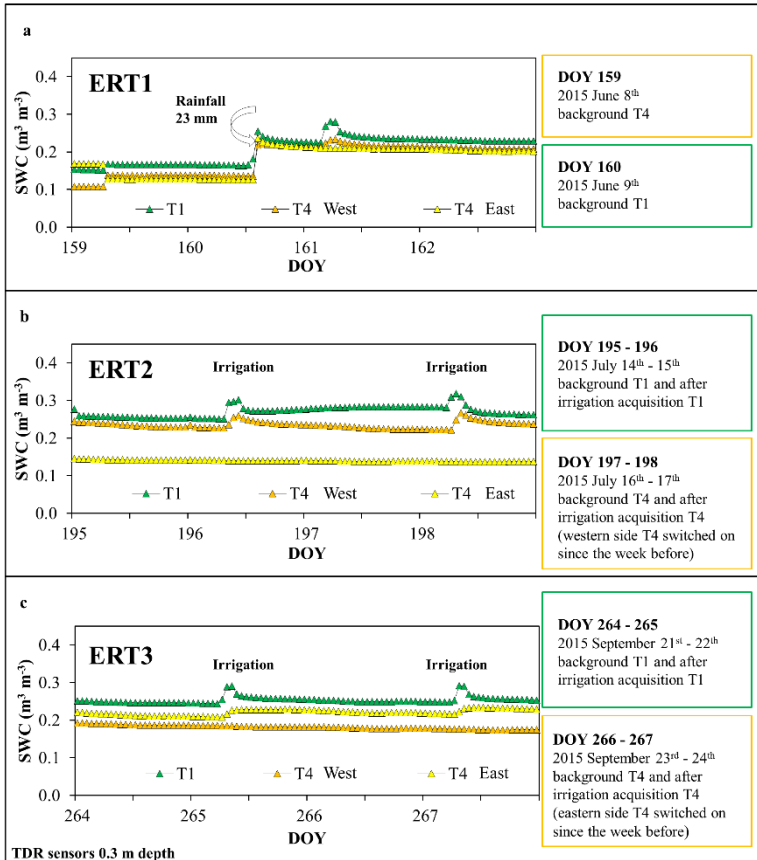 a
ERT1
Rainfall
23 mm
SWC (m³ m⁻³)
0.4
0.3
0.2
0.1
0.0
T1
T4 West
T4 East
159
160
161
162
DOY
DOY 159
2015 June 8th
background T4
DOY 160
2015 June 9th
background T1
b
ERT2
Irrigation
Irrigation
SWC (m³ m⁻³)
0.4
0.3
0.2
0.1
0.0
T1
T4 West
T4 East
195
196
197
198
DOY
DOY 195 - 196
2015 July 14th - 15th
background T1 and after
irrigation acquisition T1
DOY 197 - 198
2015 July 16th - 17th
background T4 and after
irrigation acquisition T4
(western side T4 switched on
since the week before)
c
ERT3
Irrigation
Irrigation
SWC (m³ m⁻³)
0.4
0.3
0.2
0.1
0.0
T1
T4 West
T4 East
264
265
266
267
DOY
DOY 264 - 265
2015 September 21st - 22th
background T1 and after
irrigation acquisition T1
DOY 266 - 267
2015 September 23rd - 24th
background T4 and after
irrigation acquisition T4
(eastern side T4 switched on
since the week before)
TDR sensors 0.3 m depth